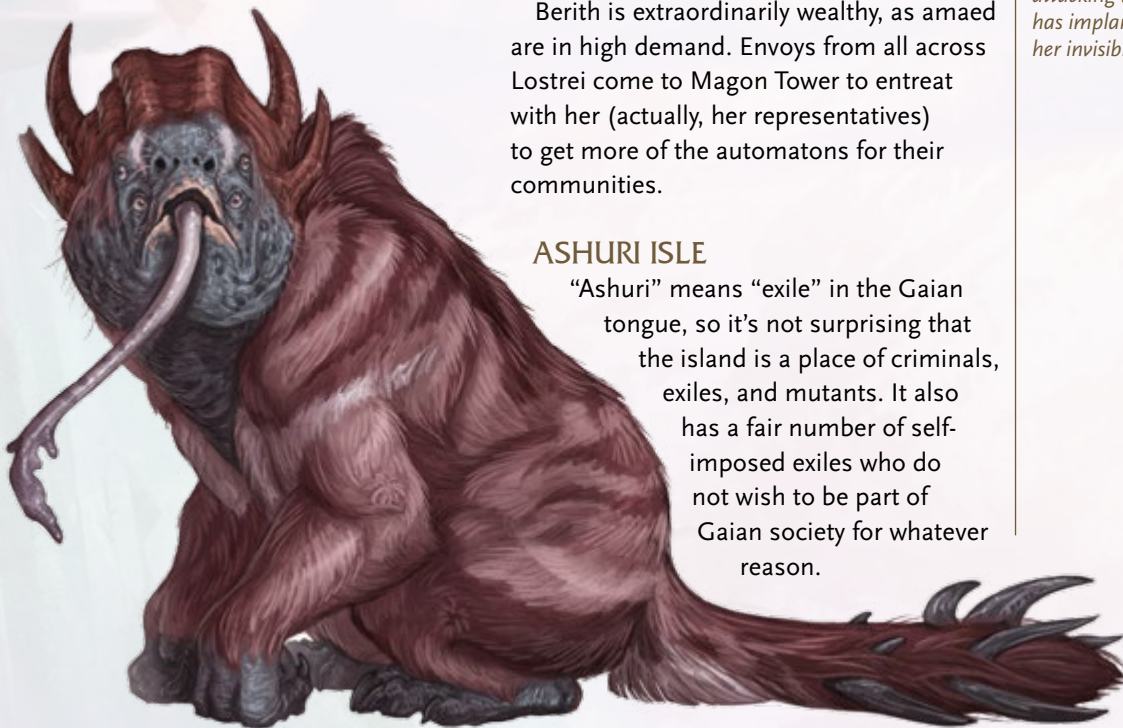 Berith is extraordinarily wealthy, as amaed
are in high demand. Envoys from all across
Lostrei come to Magon Tower to entreat
with her (actually, her representatives)
to get more of the automatons for their
communities.
ASHURI ISLE
“Ashuri” means “exile” in the Gaian
tongue, so it’s not surprising that
the island is a place of criminals,
exiles, and mutants. It also
has a fair number of self-
imposed exiles who do
not wish to be part of
Gaian society for whatever
reason.
has
her